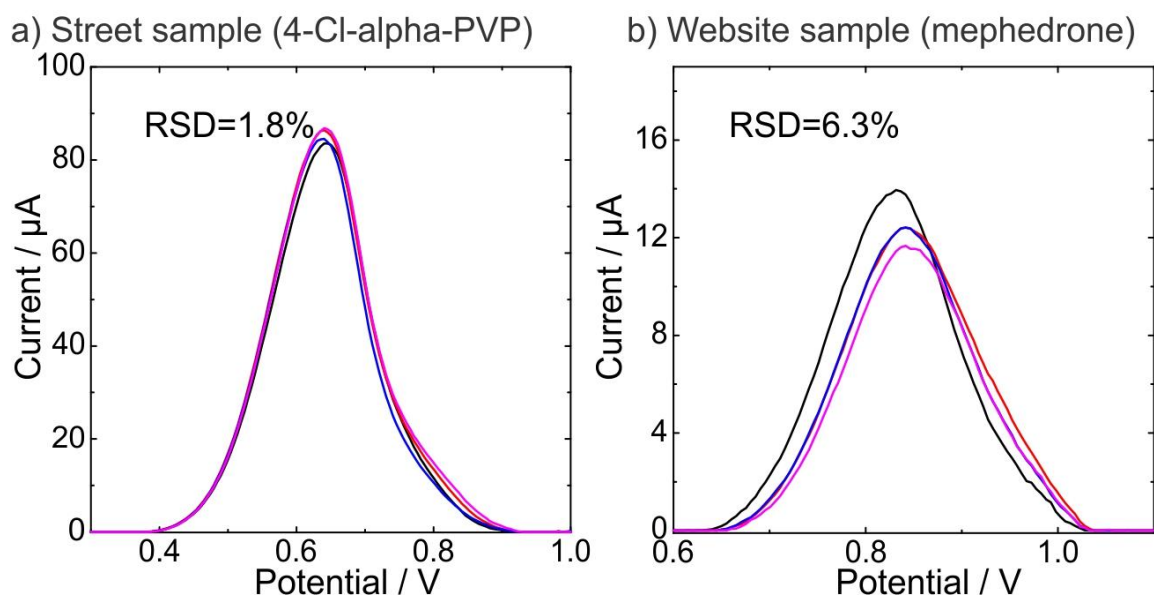 a) Street sample (4-Cl-alpha-PVP)
b) Website sample (mephedrone)
100
80
60
40
20
0
Current / µA
RSD=1.8%
0.4
0.6
0.8
1.0
Potential / V
16
12
8
4
0
Current / µA
RSD=6.3%
0.6
0.8
1.0
Potential / V